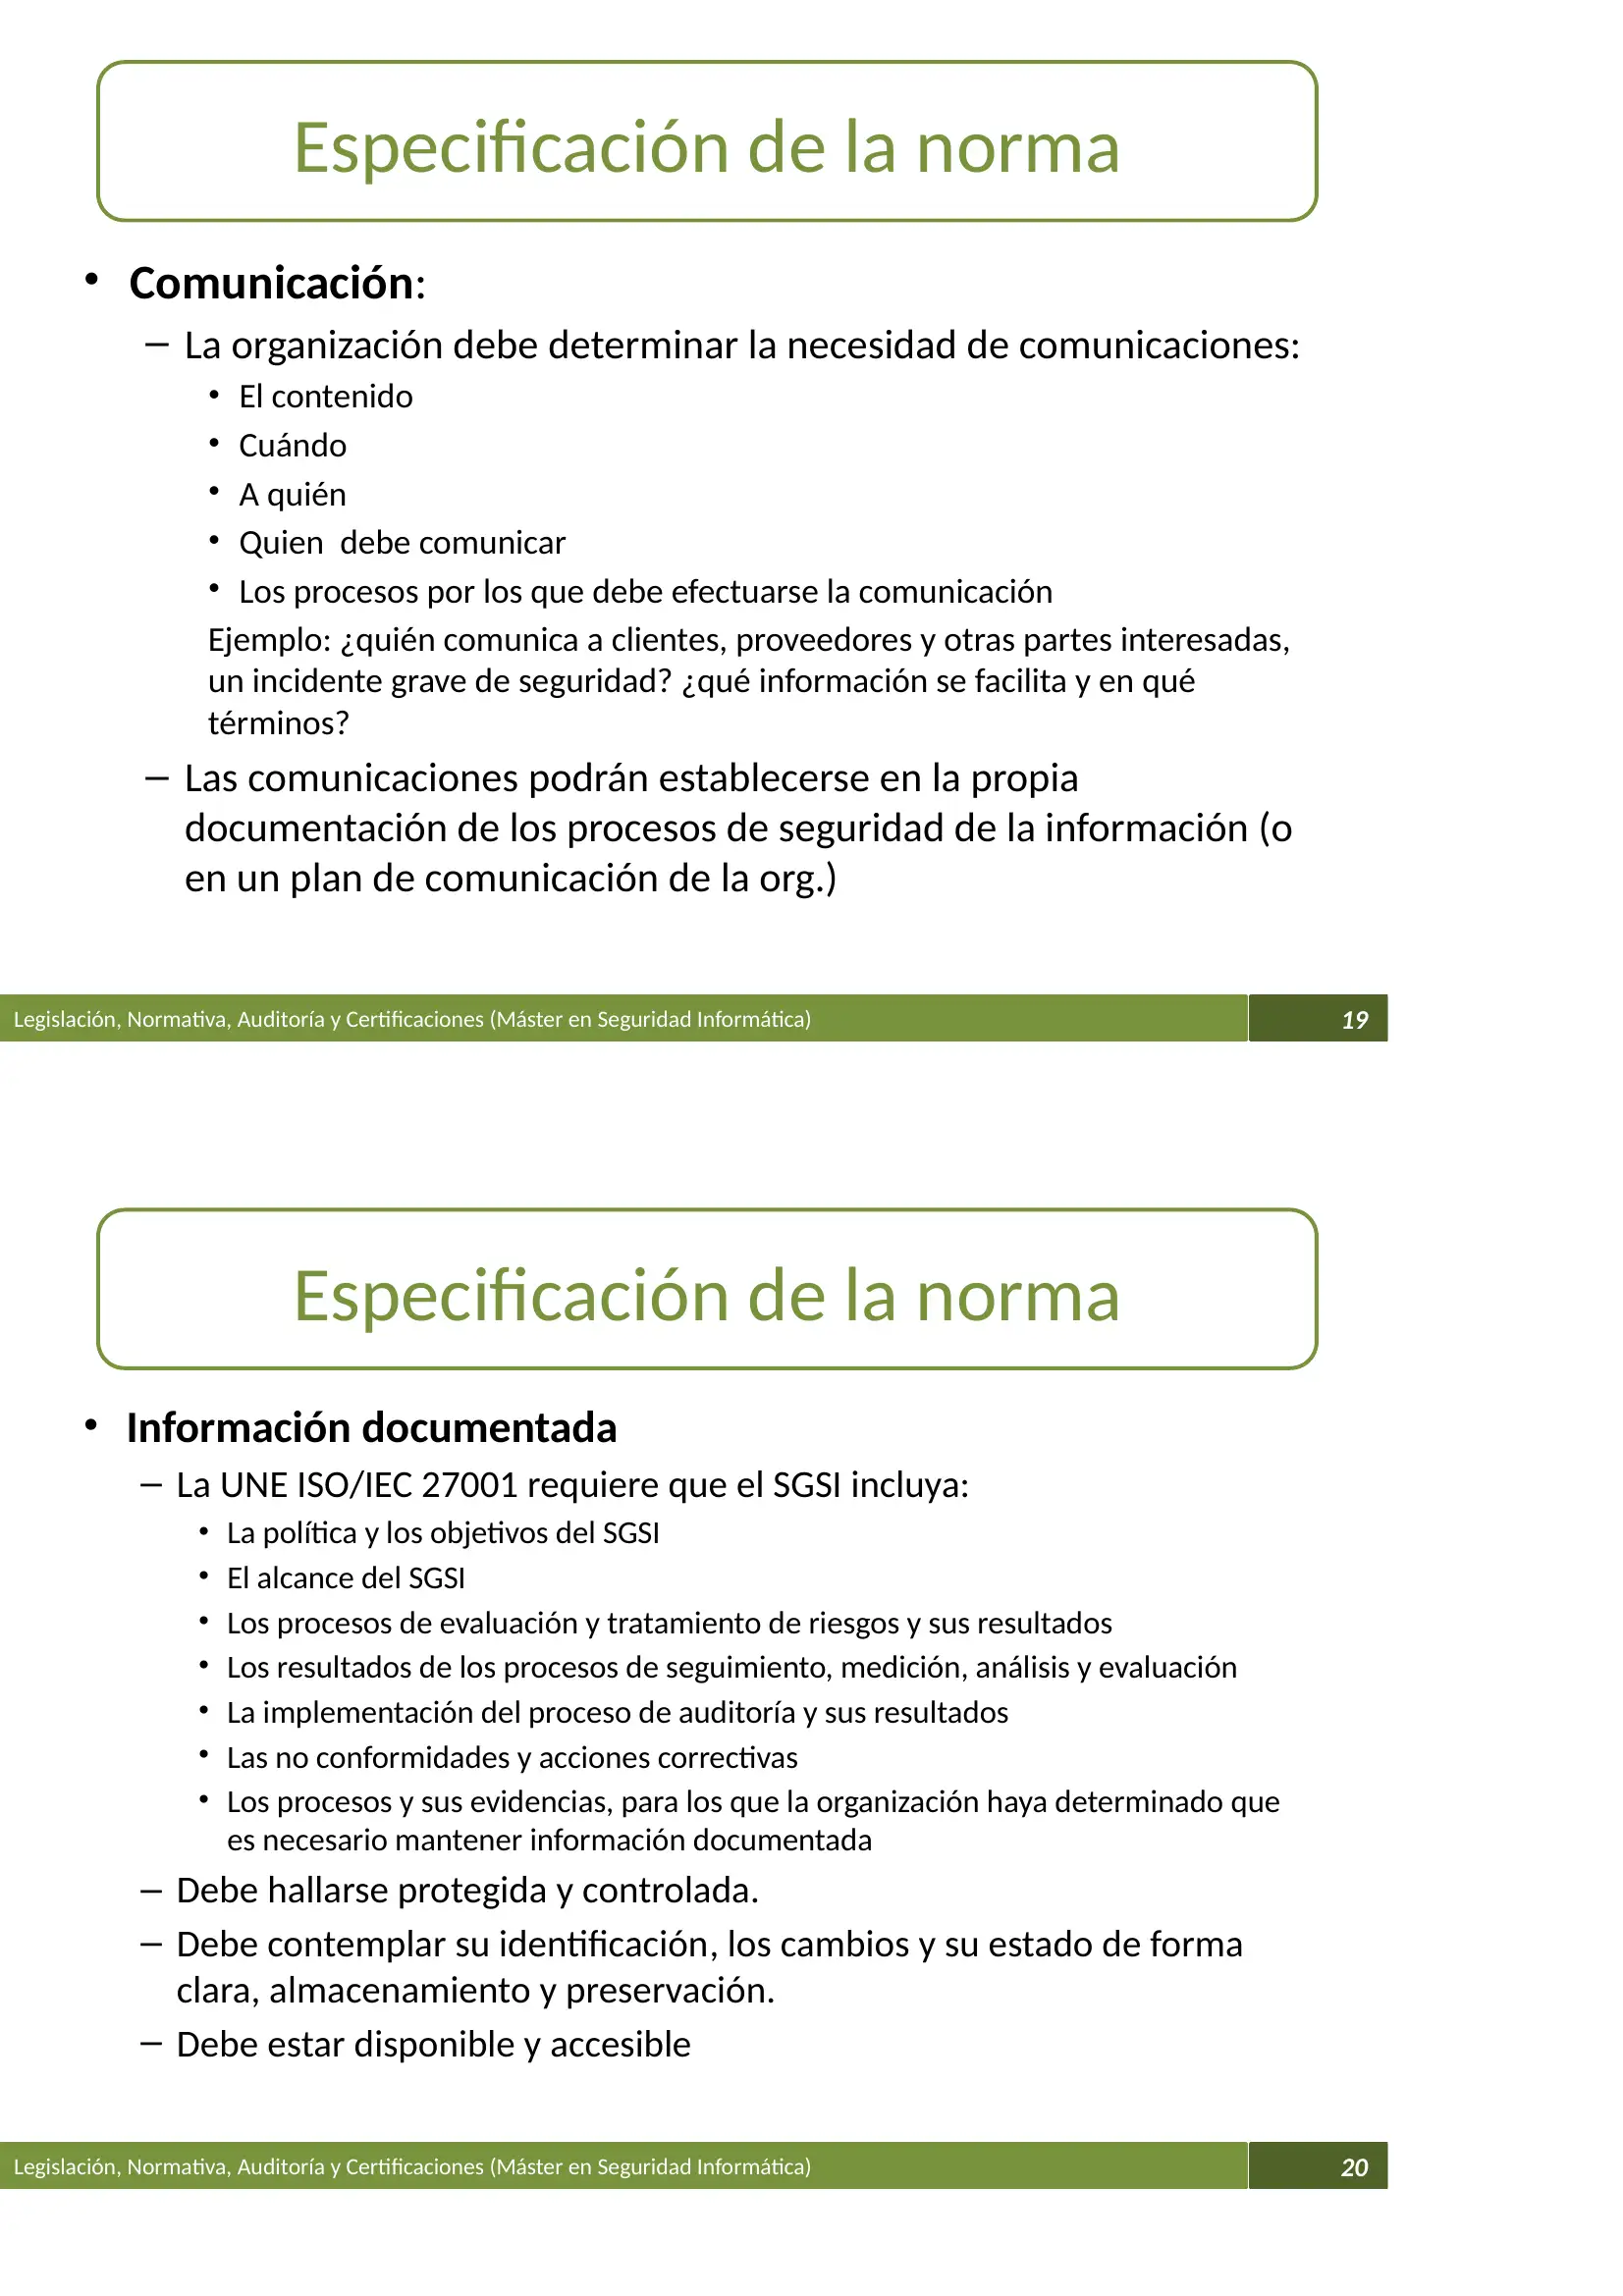 Especificación de la norma
• Comunicación:
– La organización debe determinar la necesidad de comunicaciones:
• El contenido
• Cuándo
• A quién
• Quien  debe comunicar
• Los procesos por los que debe efectuarse la comunicación
Ejemplo: ¿quién comunica a clientes, proveedores y otras partes interesadas,
un incidente grave de seguridad? ¿qué información se facilita y en qué
términos?
– Las comunicaciones podrán establecerse en la propia
documentación de los procesos de seguridad de la información (o
en un plan de comunicación de la org.)
Legislación, Normativa, Auditoría y Certificaciones (Máster en Seguridad Informática) 19
Especificación de la norma
• Información documentada
– La UNE ISO/IEC 27001 requiere que el SGSI incluya:
• La política y los objetivos del SGSI
• El alcance del SGSI
• Los procesos de evaluación y tratamiento de riesgos y sus resultados
• Los resultados de los procesos de seguimiento, medición, análisis y evaluación
• La implementación del proceso de auditoría y sus resultados
• Las no conformidades y acciones correctivas
• Los procesos y sus evidencias, para los que la organización haya determinado que
es necesario mantener información documentada
– Debe hallarse protegida y controlada.
– Debe contemplar su identificación, los cambios y su estado de forma
clara, almacenamiento y preservación.
– Debe estar disponible y accesible
Legislación, Normativa, Auditoría y Certificaciones (Máster en Seguridad Informática) 20